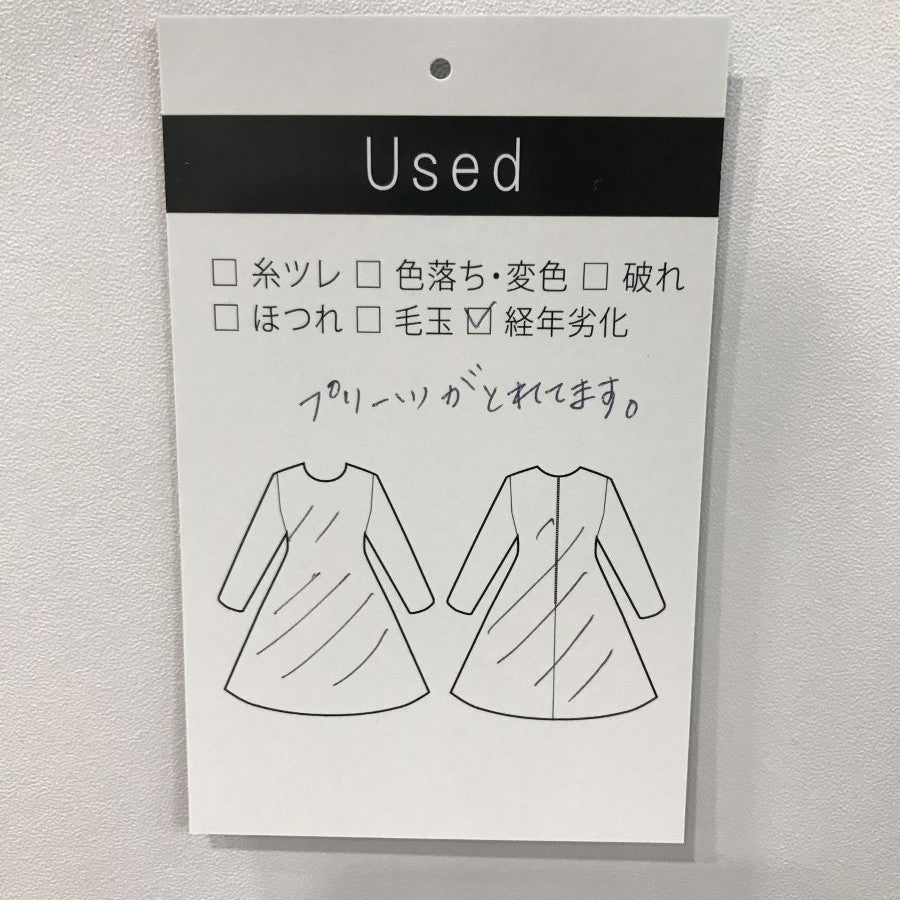 Used
□ 糸ツレ □ 色落ち・変色 □ 破れ
□ ほつれ □ 毛玉 ☑ 経年劣化
プリーツがとれてます。